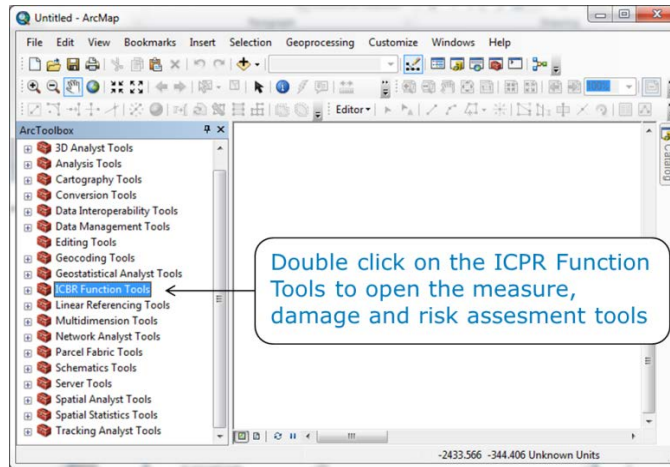 Untitled - ArcMap
File Edit View Bookmarks Insert Selection Geoprocessing Customize Windows Help
Editor
ArcToolbox
3D Analyst Tools
Analysis Tools
Cartography Tools
Conversion Tools
Data Interoperability Tools
Data Management Tools
Editing Tools
Geocoding Tools
Geostatistical Analyst Tools
ICBR Function Tools
Linear Referencing Tools
Multidimension Tools
Network Analyst Tools
Parcel Fabric Tools
Schematics Tools
Server Tools
Spatial Analyst Tools
Spatial Statistics Tools
Tracking Analyst Tools
Catalog
Double click on the ICPR Function
Tools to open the measure,
damage and risk assesment tools
-2433.566 -344.406 Unknown Units